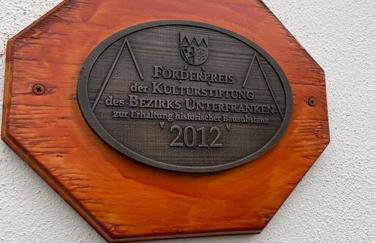 FÖRDERPREIS
der KULTURSTIFTUNG
des BEZIRKS UNTERFRANKEN
zur Erhaltung historischer Bausubstanz
2012